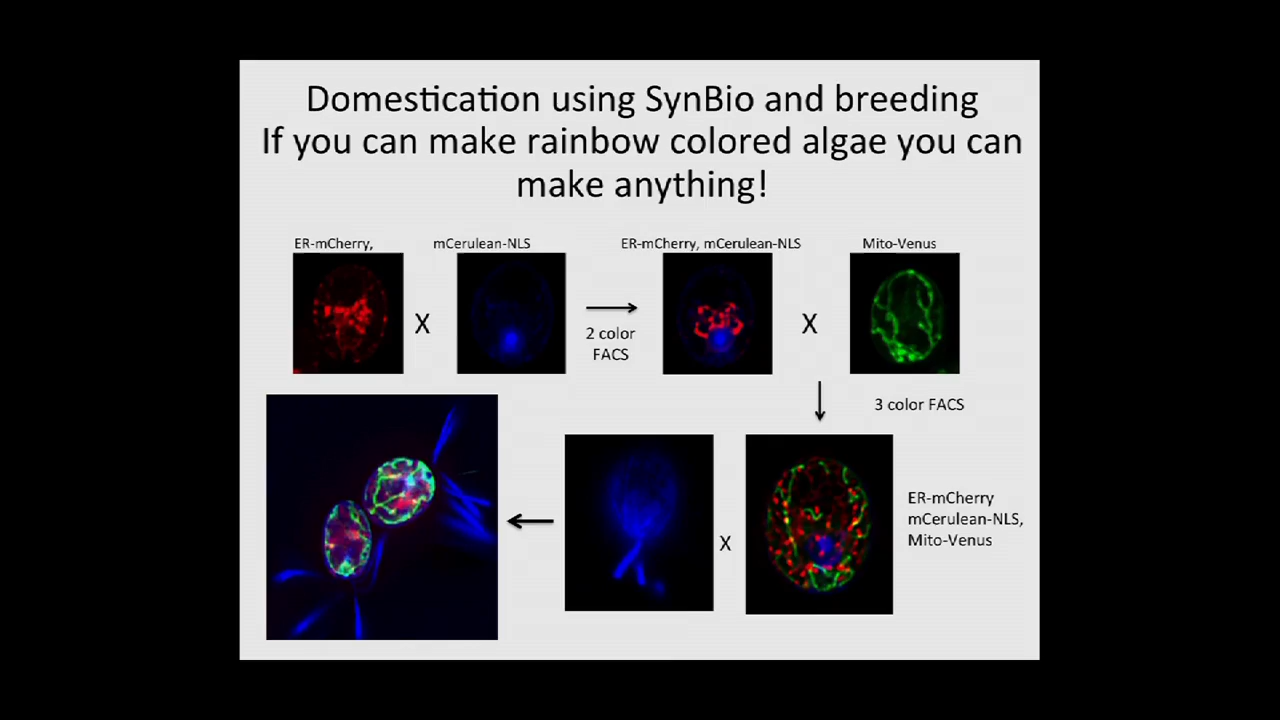 Domestication using SynBio and breeding
If you can make rainbow colored algae you can
make anything!
ER-mCherry,
mCerulean-NLS
ER-mCherry, mCerulean-NLS
Mito-Venus
X
2 color
FACS
X
3 color FACS
X
ER-mCherry
mCerulean-NLS,
Mito-Venus